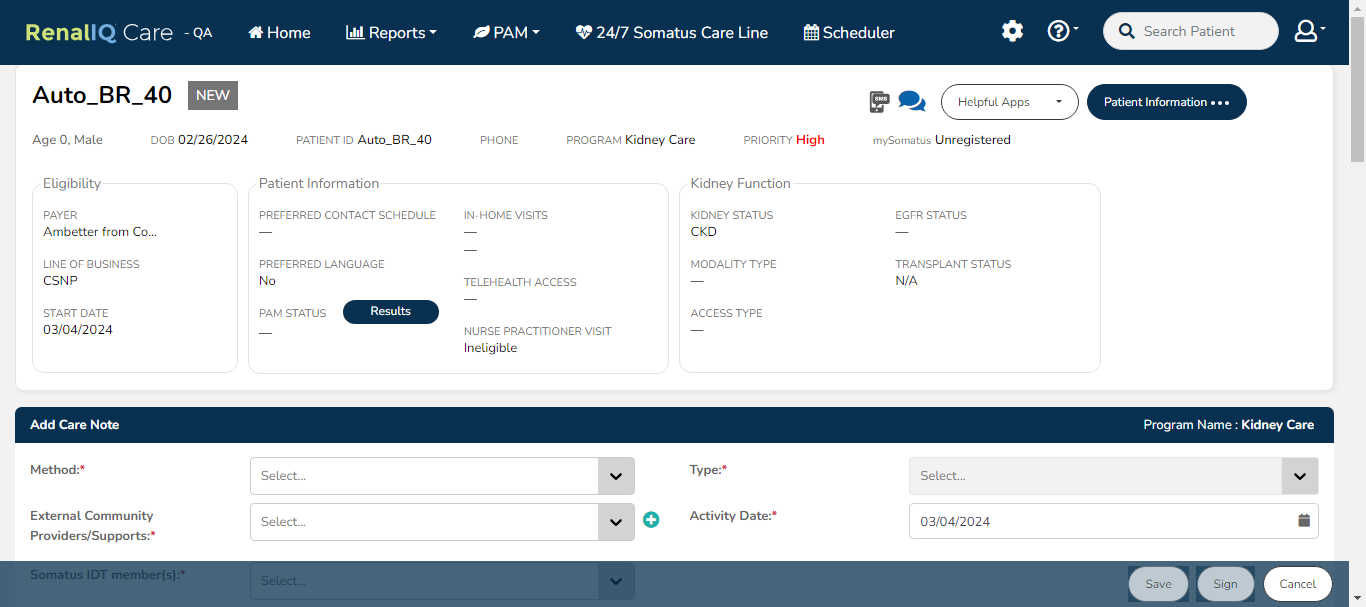 RenalIQ Care - QA Home Reports PAM 24/7 Somatus Care Line Scheduler Search Patient
Auto_BR_40 NEW SMS Helpful Apps Patient Information
Age 0, Male DOB 02/26/2024 PATIENT ID Auto_BR_40 PHONE PROGRAM Kidney Care PRIORITY High mySomatus Unregistered
Eligibility
PAYER
Ambetter from Co...
LINE OF BUSINESS
CSNP
START DATE
03/04/2024
Patient Information
PREFERRED CONTACT SCHEDULE
—
PREFERRED LANGUAGE
No
PAM STATUS Results
—
IN-HOME VISITS
—
—
TELEHEALTH ACCESS
—
NURSE PRACTITIONER VISIT
Ineligible
Kidney Function
KIDNEY STATUS
CKD
MODALITY TYPE
—
ACCESS TYPE
—
EGFR STATUS
—
TRANSPLANT STATUS
N/A
Add Care Note Program Name : Kidney Care
Method:* Select... Type:* Select...
External Community
Providers/Supports:* Select... Activity Date:* 03/04/2024
Somatus IDT member(s):* Select...
Save Sign Cancel